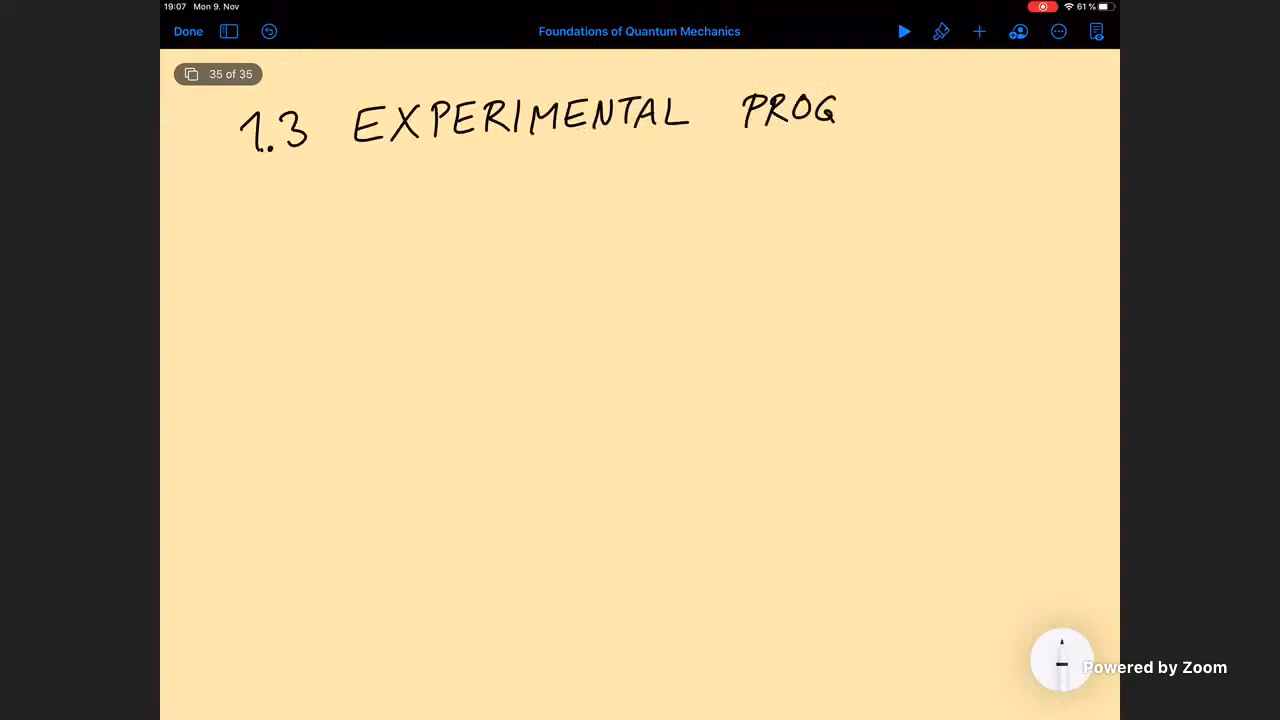 19:07 Mon 9. Nov 61 %
Done Foundations of Quantum Mechanics
35 of 35
1.3 EXPERIMENTAL PROG
Powered by Zoom